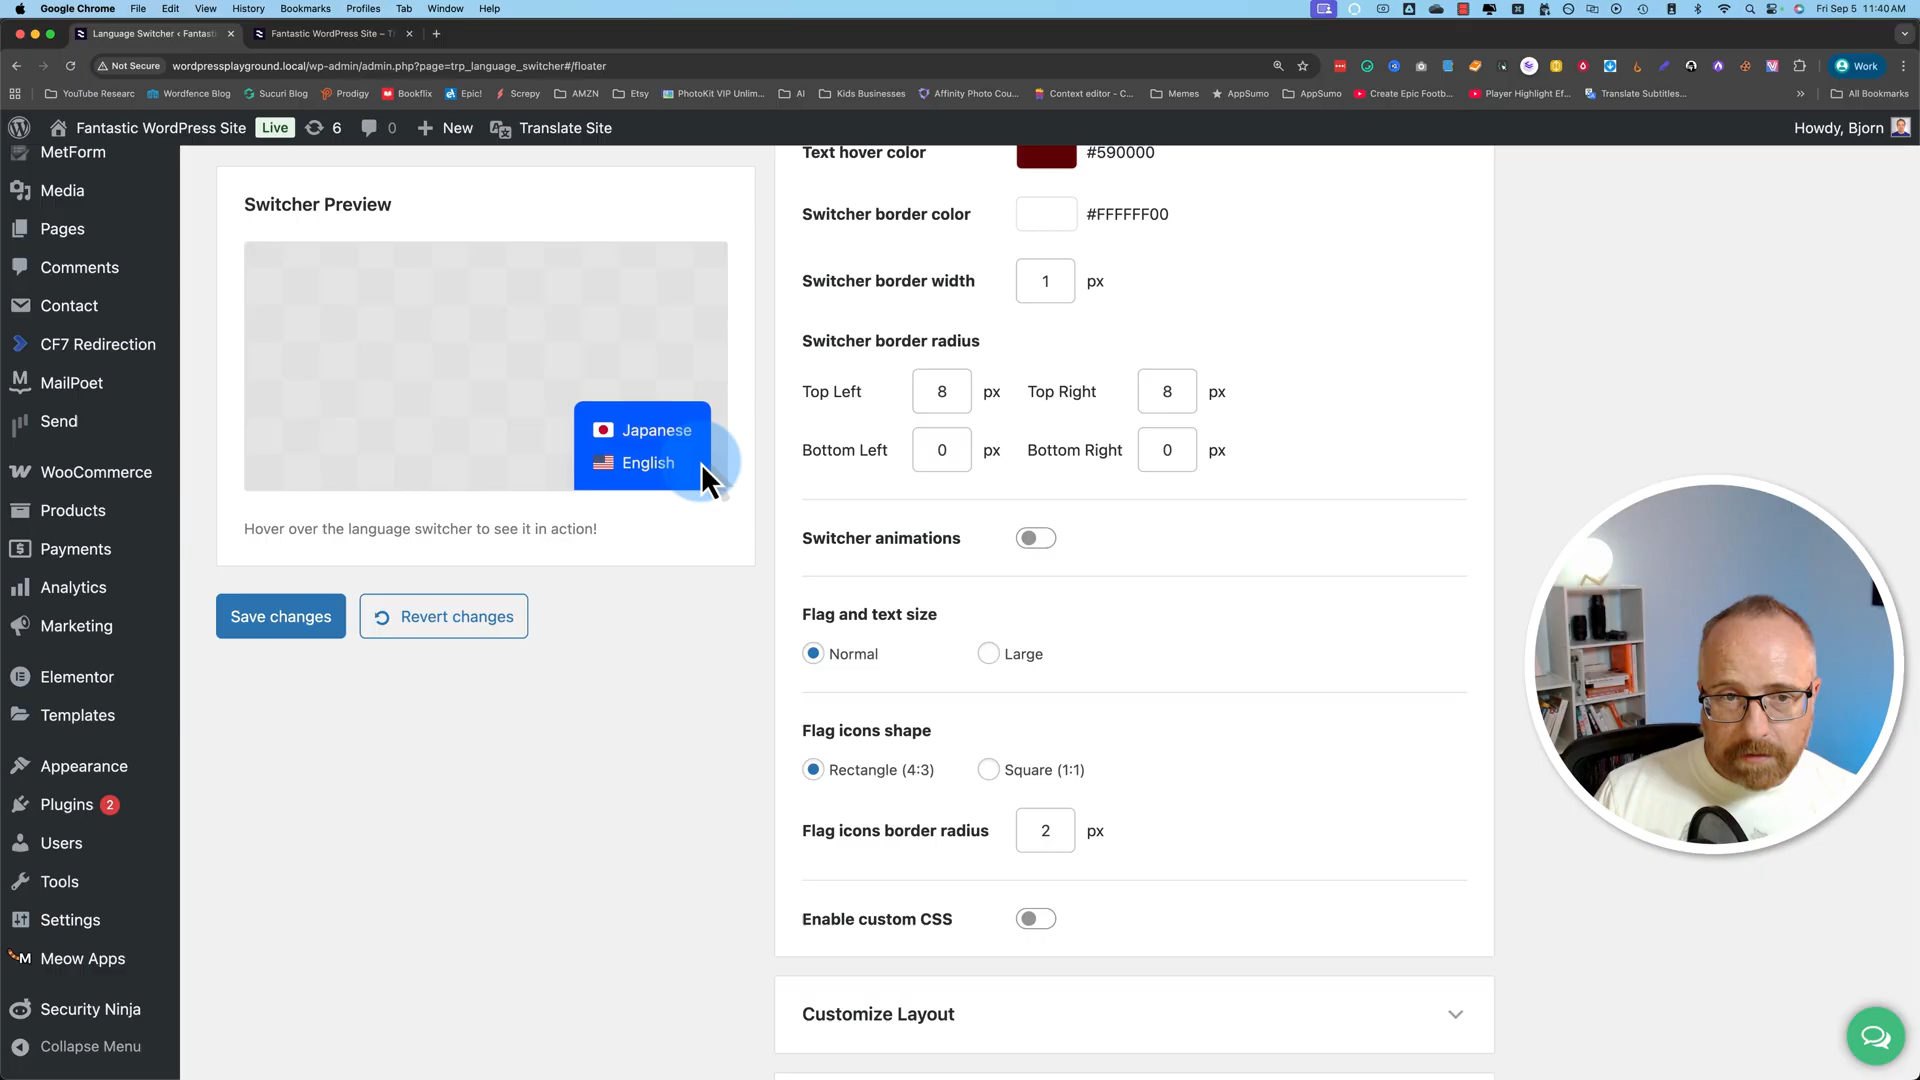 Google Chrome File Edit View History Bookmarks Profiles Tab Window Help
Fri Sep 5 11:40 AM
Language Switcher ‹ Fantasti
Fantastic WordPress Site – T
Not Secure wordpressplayground.local/wp-admin/admin.php?page=trp_language_switcher#/floater
Work
YouTube Researc Wordfence Blog Sucuri Blog Prodigy Bookflix Epic! Screpy AMZN Etsy PhotoKit VIP Unlim... AI Kids Businesses Affinity Photo Cou... Context editor - C... Memes AppSumo AppSumo Create Epic Footb... Player Highlight Ef... Translate Subtitles... » All Bookmarks
Fantastic WordPress Site Live 6 0 New Translate Site
Howdy, Bjorn
MetForm
Media
Pages
Comments
Contact
CF7 Redirection
MailPoet
Send
WooCommerce
Products
Payments
Analytics
Marketing
Elementor
Templates
Appearance
Plugins 2
Users
Tools
Settings
Meow Apps
Security Ninja
Collapse Menu
Switcher Preview
Japanese
English
Hover over the language switcher to see it in action!
Save changes
Revert changes
Text hover color #590000
Switcher border color #FFFFFF00
Switcher border width 1 px
Switcher border radius
Top Left 8 px Top Right 8 px
Bottom Left 0 px Bottom Right 0 px
Switcher animations
Flag and text size
Normal Large
Flag icons shape
Rectangle (4:3) Square (1:1)
Flag icons border radius 2 px
Enable custom CSS
Customize Layout